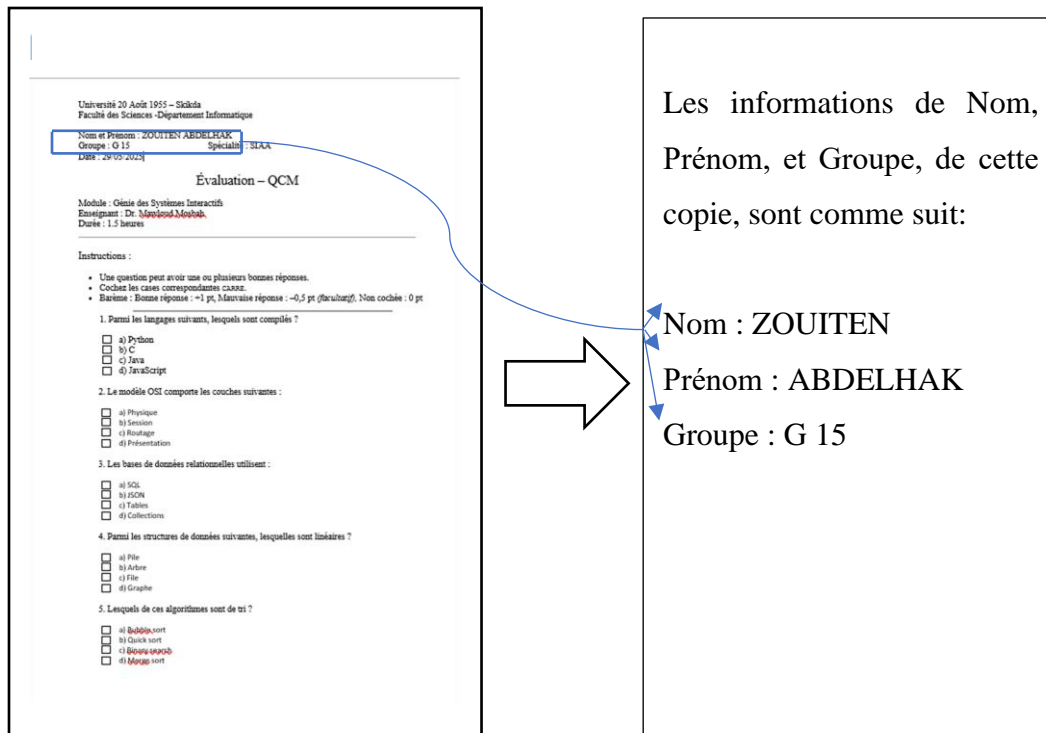 Université 20 Août 1955 – Skikda
Faculté des Sciences -Département Informatique
Nom et Prénom : ZOUITEN ABDELHAK
Groupe : G 15 Spécialité : SIAA
Date : 29/05/2025
Évaluation – QCM
Module : Génie des Systèmes Interactifs
Enseignant : Dr. Mawloud Mosbah
Durée : 1.5 heures
Instructions :
• Une question peut avoir une ou plusieurs bonnes réponses.
• Cochez les cases correspondantes CARRE.
• Barème : Bonne réponse : +1 pt, Mauvaise réponse : –0,5 pt (facultatif), Non cochée : 0 pt
1. Parmi les langages suivants, lesquels sont compilés ?
a) Python
b) C
c) Java
d) JavaScript
2. Le modèle OSI comporte les couches suivantes :
a) Physique
b) Session
c) Routage
d) Présentation
3. Les bases de données relationnelles utilisent :
a) SQL
b) JSON
c) Tables
d) Collections
4. Parmi les structures de données suivantes, lesquelles sont linéaires ?
a) Pile
b) Arbre
c) File
d) Graphe
5. Lesquels de ces algorithmes sont de tri ?
a) Bubble sort
b) Quick sort
c) Binary search
d) Merge sort
Les informations de Nom,
Prénom, et Groupe, de cette
copie, sont comme suit:
Nom : ZOUITEN
Prénom : ABDELHAK
Groupe : G 15